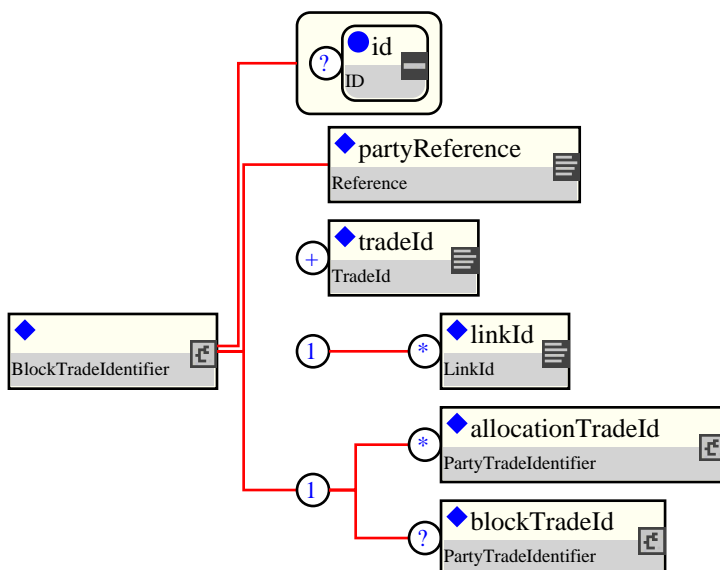 id
?
ID
partyReference
Reference
tradeId
+
TradeId
linkId
1
*
LinkId
BlockTradeIdentifier
allocationTradeId
*
PartyTradeIdentifier
1
blockTradeId
?
PartyTradeIdentifier